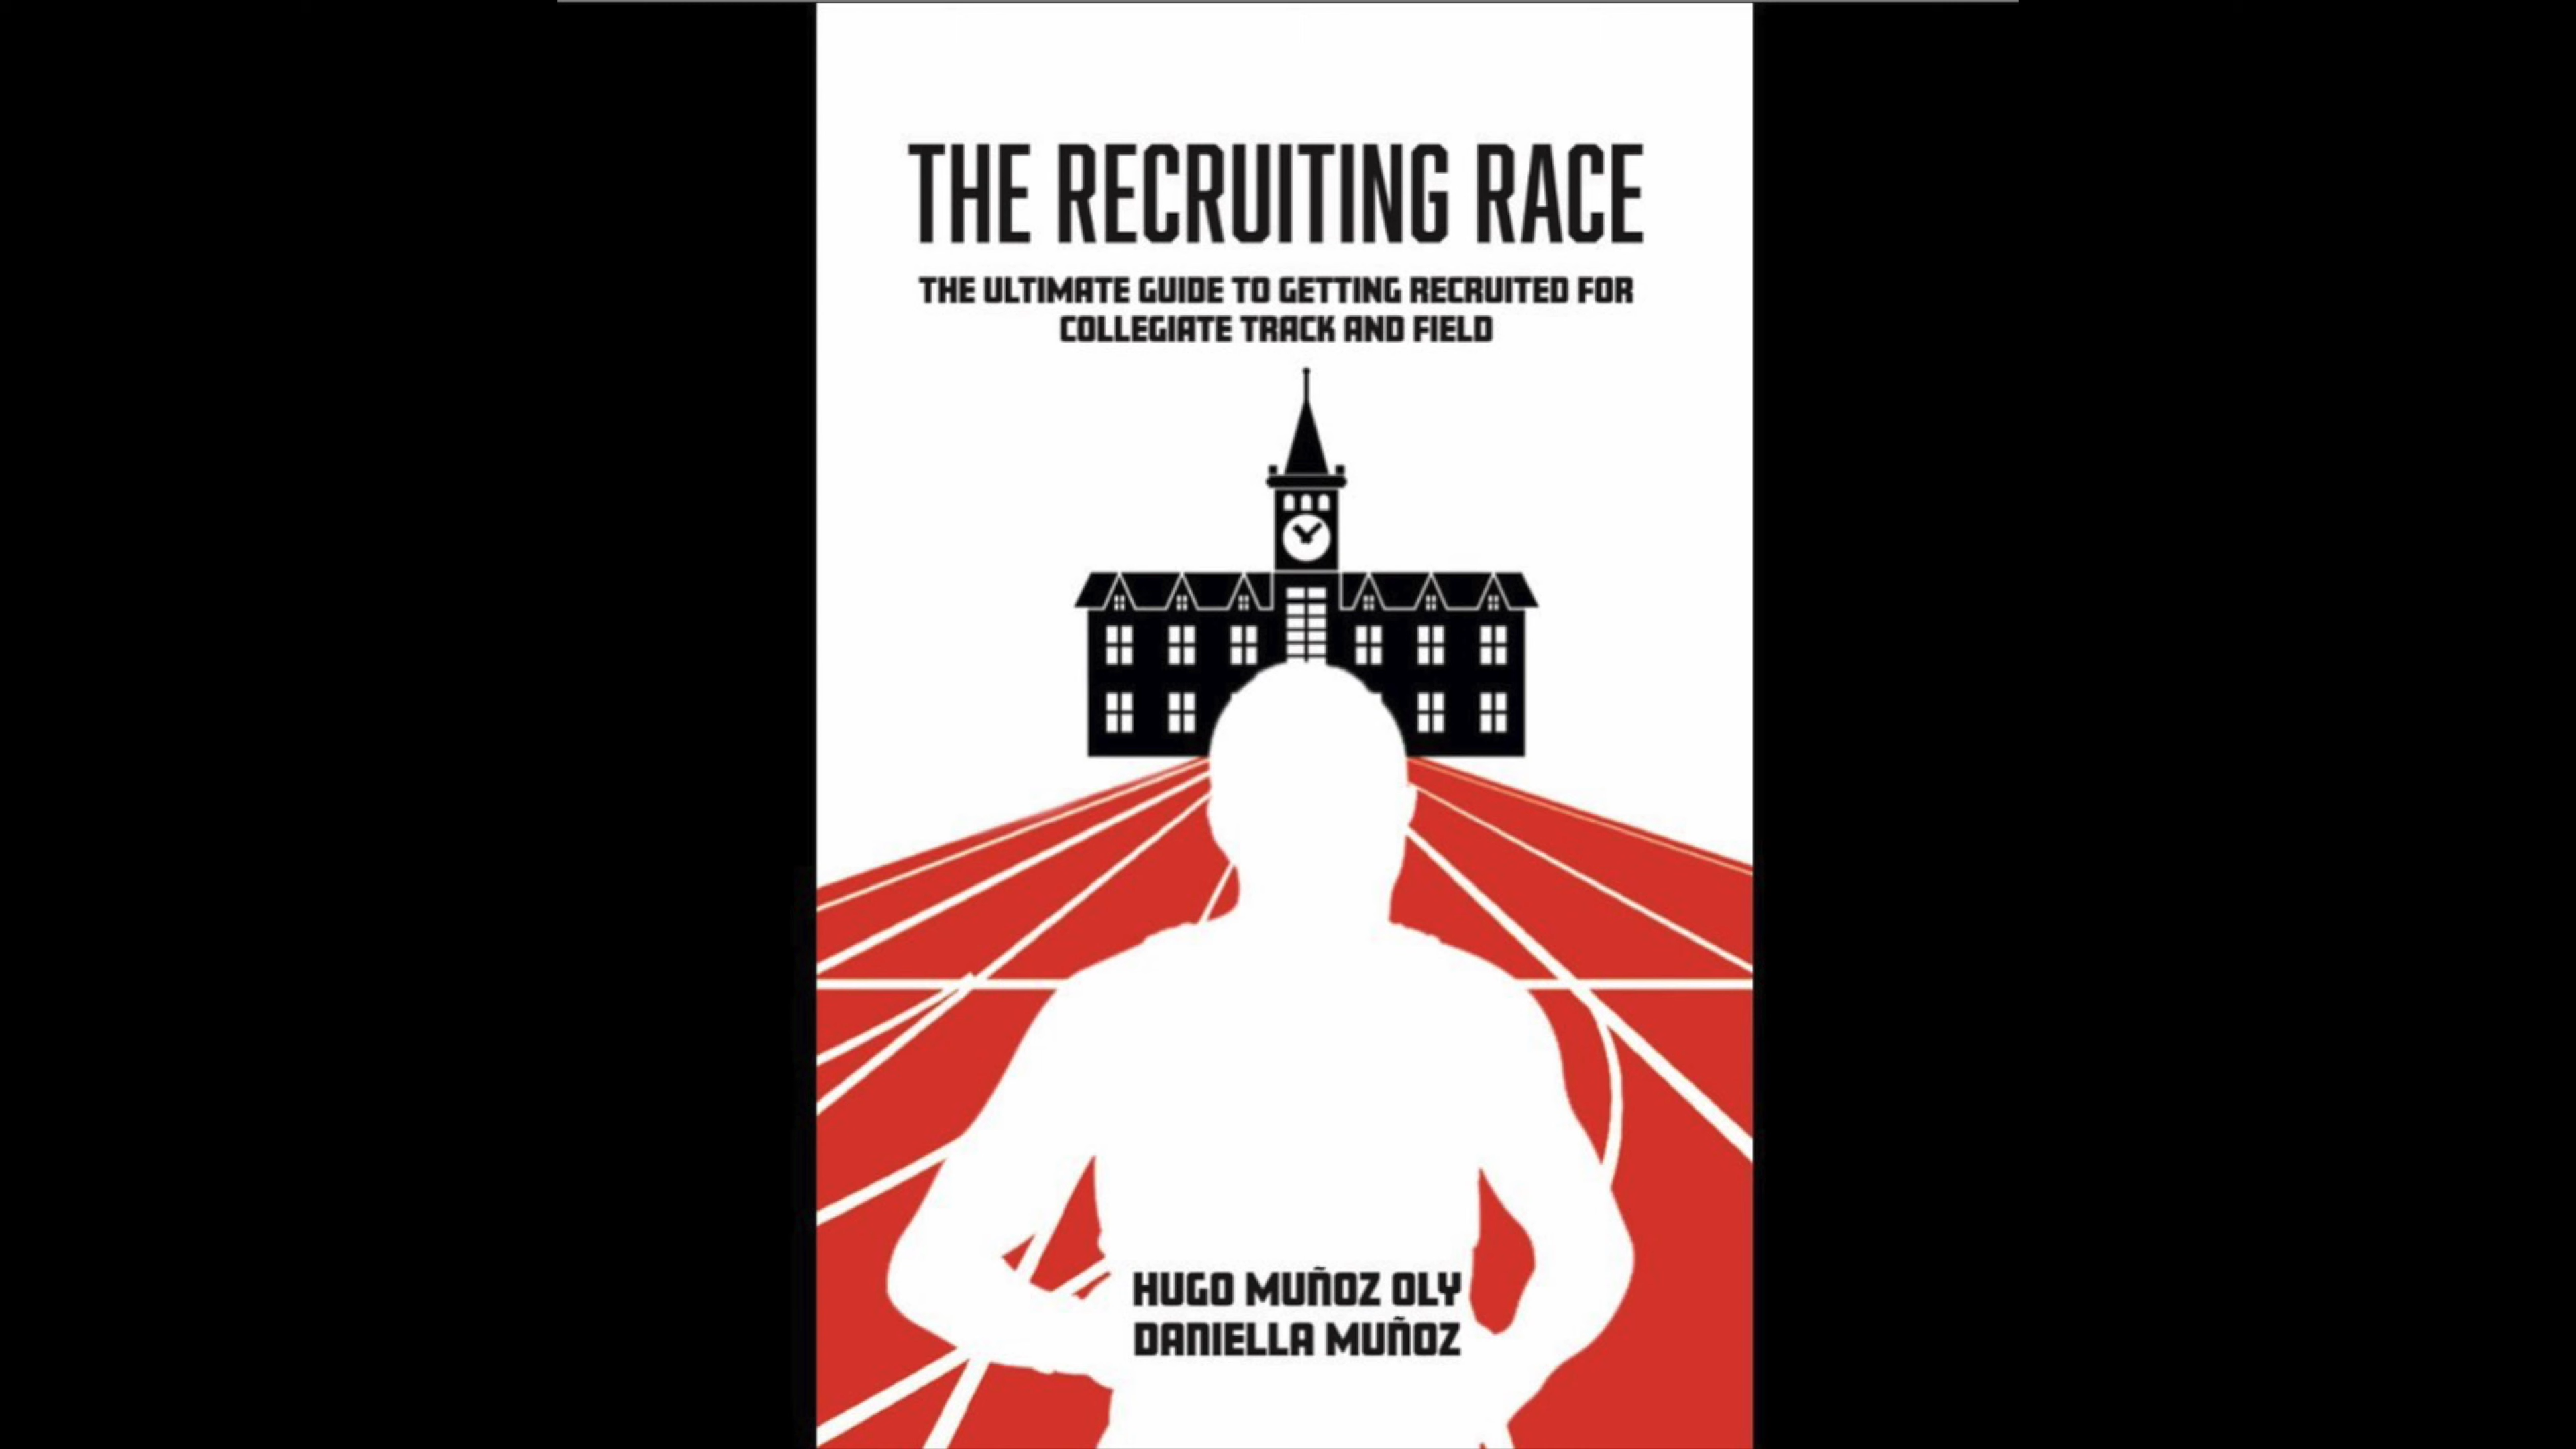 THE RECRUITING RACE
THE ULTIMATE GUIDE TO GETTING RECRUITED FOR
COLLEGIATE TRACK AND FIELD
HUGO MUÑOZ OLY
DANIELLA MUÑOZ